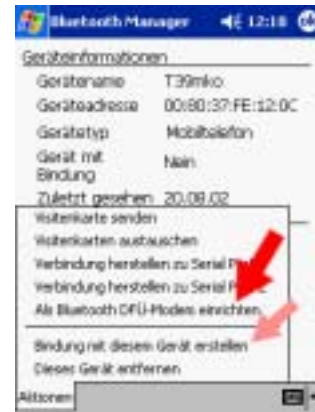 Bluetooth Manager 12:18 ok
Geräteinformationen
Gerätename T39mko
Geräteadresse 00:80:37:FE:12:0C
Gerätetyp Mobiltelefon
Gerät mit Bindung Nein
Zuletzt gesehen 20.08.02
Visitenkarte senden
Visitenkarten austauschen
Verbindung herstellen zu Serial
Verbindung herstellen zu Serial
Als Bluetooth DFÜ-Modem einrichten
Bindung mit diesem Gerät erstellen
Dieses Gerät entfernen
Aktionen